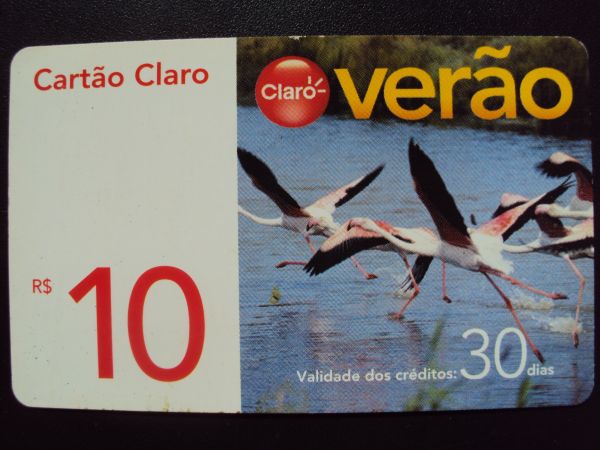 Cartão Claro
R$ 10
Claro
verão
Validade dos créditos: 30 dias